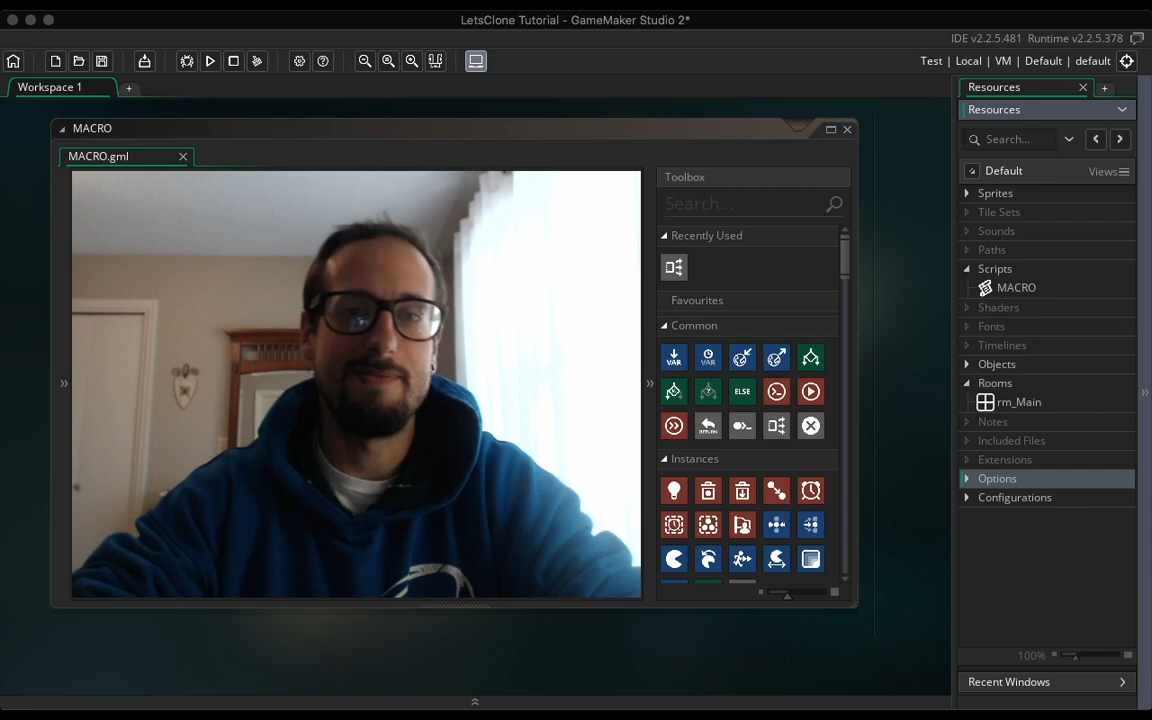 LetsClone Tutorial - GameMaker Studio 2*
IDE v2.2.5.481 Runtime v2.2.5.378
Test | Local | VM | Default | default
Workspace 1
+
Resources
+
Resources
MACRO
MACRO.gml
Search...
Default
Views
Sprites
Tile Sets
Sounds
Paths
Scripts
MACRO
Shaders
Fonts
Timelines
Objects
Rooms
rm_Main
Notes
Included Files
Extensions
Options
Configurations
100%
Recent Windows
Toolbox
Search...
Recently Used
Favourites
Common
VAR
VAR
ELSE
RETURN
Instances